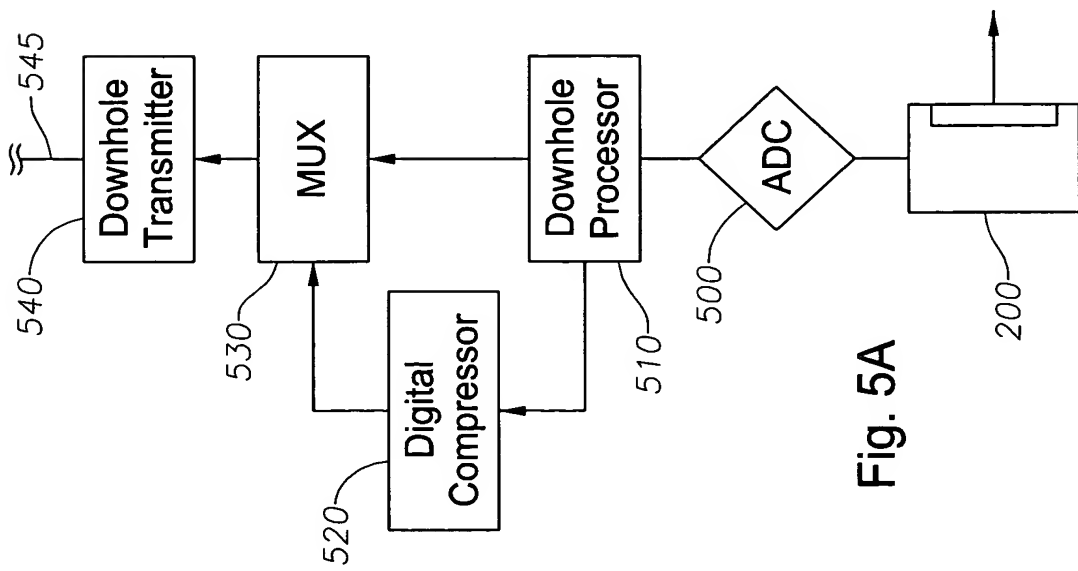 545
Downhole
Transmitter
540
MUX
530
Digital
Compressor
520
Downhole
Processor
510
ADC
500
200
Fig. 5A